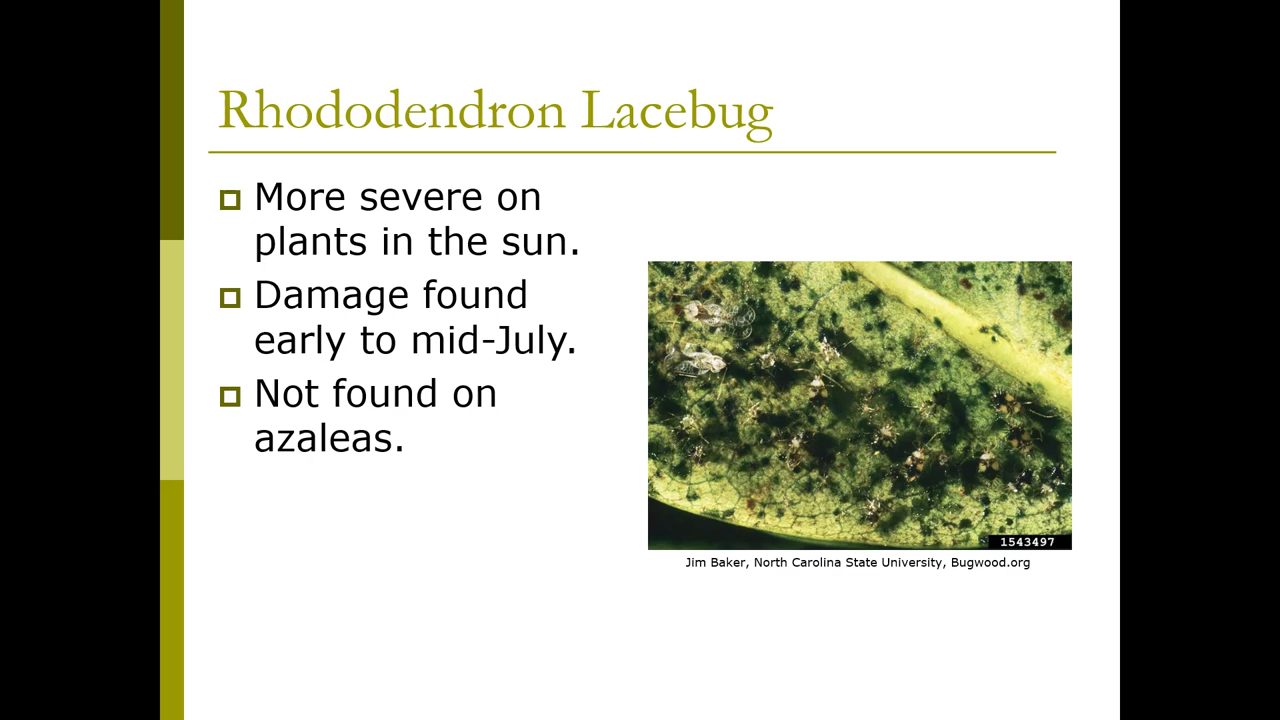 Rhododendron Lacebug
More severe on
plants in the sun.
Damage found
early to mid-July.
Not found on
azaleas.
1543497
Jim Baker, North Carolina State University, Bugwood.org